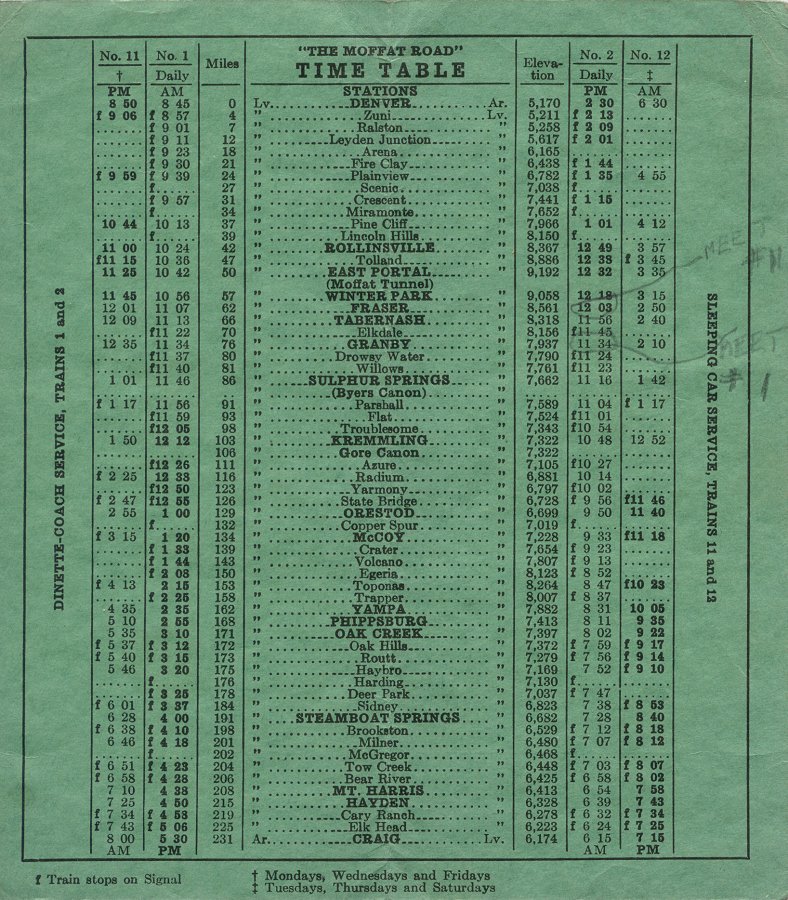 "THE MOFFAT ROAD"
TIME TABLE
No. 11 No. 1 Miles STATIONS Eleva-tion No. 2 No. 12
† Daily Daily ‡
PM AM PM AM
8 50 8 45 0 Lv. DENVER Ar. 5,170 2 30 6 30
f 9 06 f 8 57 4 " Zuni Lv. 5,211 f 2 13
f 9 01 7 " Ralston " 5,258 f 2 09
f 9 11 12 " Leyden Junction " 5,617 f 2 01
f 9 23 18 " Arena " 6,165
f 9 30 21 " Fire Clay " 6,438 f 1 44
f 9 59 f 9 39 24 " Plainview " 6,782 f 1 35 4 55
f 27 " Scenic " 7,038 f
f 9 57 31 " Crescent " 7,441 f 1 15
f 34 " Miramonte " 7,652 f
10 44 10 13 37 " Pine Cliff " 7,966 1 01 4 12
f 39 " Lincoln Hills " 8,150 f
11 00 10 24 42 " ROLLINSVILLE " 8,367 12 49 3 57
f11 15 10 36 47 " Tolland " 8,886 12 38 f 3 45
11 25 10 42 50 " EAST PORTAL " 9,192 12 32 3 35
(Moffat Tunnel)
11 45 10 56 57 " WINTER PARK " 9,058 12 18 3 15
12 01 11 07 62 " FRASER " 8,561 12 03 2 50
12 09 11 13 66 " TABERNASH " 8,318 11 56 2 40
f11 22 70 " Elkdale " 8,156 f11 45
12 35 11 34 76 " GRANBY " 7,937 11 34 2 10
f11 37 80 " Drowsy Water " 7,790 f11 24
f11 40 81 " Willows " 7,761 f11 23
1 01 11 46 86 " SULPHUR SPRINGS " 7,662 11 16 1 42
(Byers Canon)
f 1 17 11 56 91 " Parshall " 7,589 11 04 f 1 17
f11 59 93 " Flat " 7,524 f11 01
f12 05 98 " Troublesome " 7,343 f10 54
1 50 12 12 103 " KREMMLING " 7,322 10 48 12 52
106 " Gore Canon " 7,322
f12 26 111 " Azure " 7,105 f10 27
f 2 25 12 33 116 " Radium " 6,881 10 14
f12 50 123 " Yarmony " 6,797 f10 02
f 2 47 f12 55 126 " State Bridge " 6,728 f 9 56 f11 46
2 55 1 00 129 " ORESTOD " 6,699 9 50 11 40
f 132 " Copper Spur " 7,019 f
f 3 15 1 20 134 " McCOY " 7,228 9 33 f11 18
f 1 33 139 " Crater " 7,654 f 9 23
f 1 44 143 " Volcano " 7,807 f 9 13
f 2 08 150 " Egeria " 8,123 f 8 52
f 4 13 2 15 153 " Toponas " 8,264 8 47 f10 23
f 2 25 158 " Trapper " 8,007 f 8 37
4 35 2 35 162 " YAMPA " 7,882 8 31 10 05
5 10 2 55 168 " PHIPPSBURG " 7,413 8 11 9 35
5 35 3 10 171 " OAK CREEK " 7,397 8 02 9 22
f 5 37 f 3 12 172 " Oak Hills " 7,372 f 7 59 f 9 17
f 5 40 f 3 15 173 " Routt " 7,279 f 7 56 f 9 14
5 46 3 20 175 " Haybro " 7,169 7 52 f 9 10
f 176 " Harding " 7,130 f
f 3 25 178 " Deer Park " 7,037 f 7 47
f 6 01 f 3 37 184 " Sidney " 6,823 7 38 f 8 53
6 28 4 00 191 " STEAMBOAT SPRINGS " 6,682 7 28 8 40
f 6 38 f 4 10 198 " Brookston " 6,529 f 7 12 f 8 18
6 46 f 4 18 201 " Milner " 6,480 f 7 07 f 8 12
f 202 " McGregor " 6,468 f
f 6 51 f 4 23 204 " Tow Creek " 6,448 f 7 03 f 8 07
f 6 58 f 4 28 206 " Bear River " 6,425 f 6 58 f 8 02
7 10 4 38 208 " MT. HARRIS " 6,413 6 54 7 58
7 25 4 50 215 " HAYDEN " 6,328 6 39 7 43
f 7 34 f 4 58 219 " Cary Ranch " 6,278 f 6 32 f 7 34
f 7 43 f 5 06 225 " Elk Head " 6,223 f 6 24 f 7 25
8 00 5 30 231 Ar. CRAIG Lv. 6,174 6 15 7 15
AM PM AM PM
DINETTE-COACH SERVICE, TRAINS 1 and 2
SLEEPING CAR SERVICE, TRAINS 11 and 12
MEET
#11
MEET
# 1
f Train stops on Signal
† Mondays, Wednesdays and Fridays
‡ Tuesdays, Thursdays and Saturdays